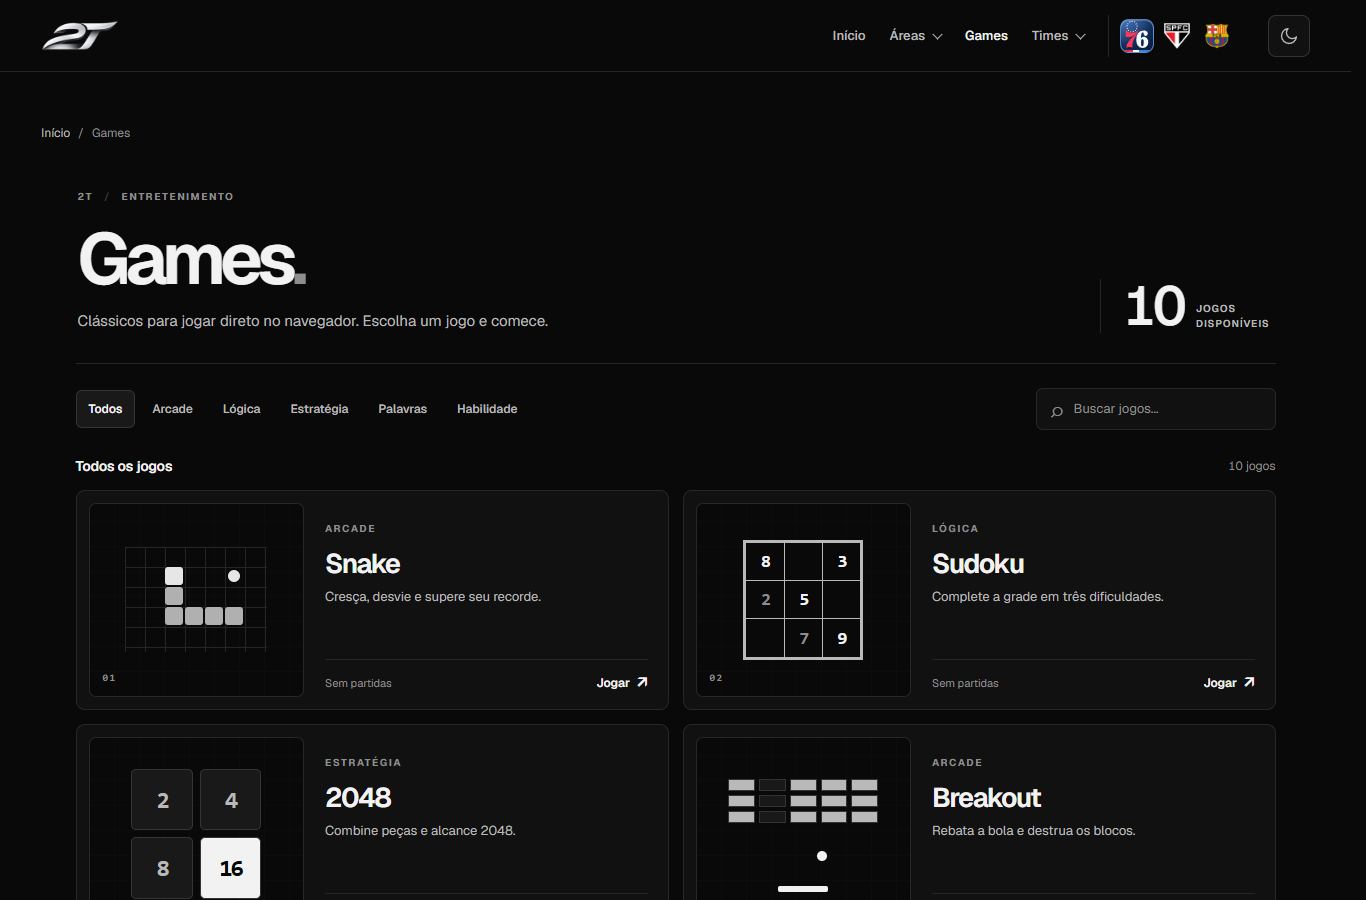 2T
Início Áreas Games Times
76
SPFC
Início / Games
2T / ENTRETENIMENTO
Games.
Clássicos para jogar direto no navegador. Escolha um jogo e comece.
10 JOGOS
DISPONÍVEIS
Todos Arcade Lógica Estratégia Palavras Habilidade
Buscar jogos...
Todos os jogos
10 jogos
ARCADE
Snake
Cresça, desvie e supere seu recorde.
01
Sem partidas
Jogar
8 3
2 5
7 9
02
LÓGICA
Sudoku
Complete a grade em três dificuldades.
Sem partidas
Jogar
2 4
8 16
ESTRATÉGIA
2048
Combine peças e alcance 2048.
ARCADE
Breakout
Rebata a bola e destrua os blocos.